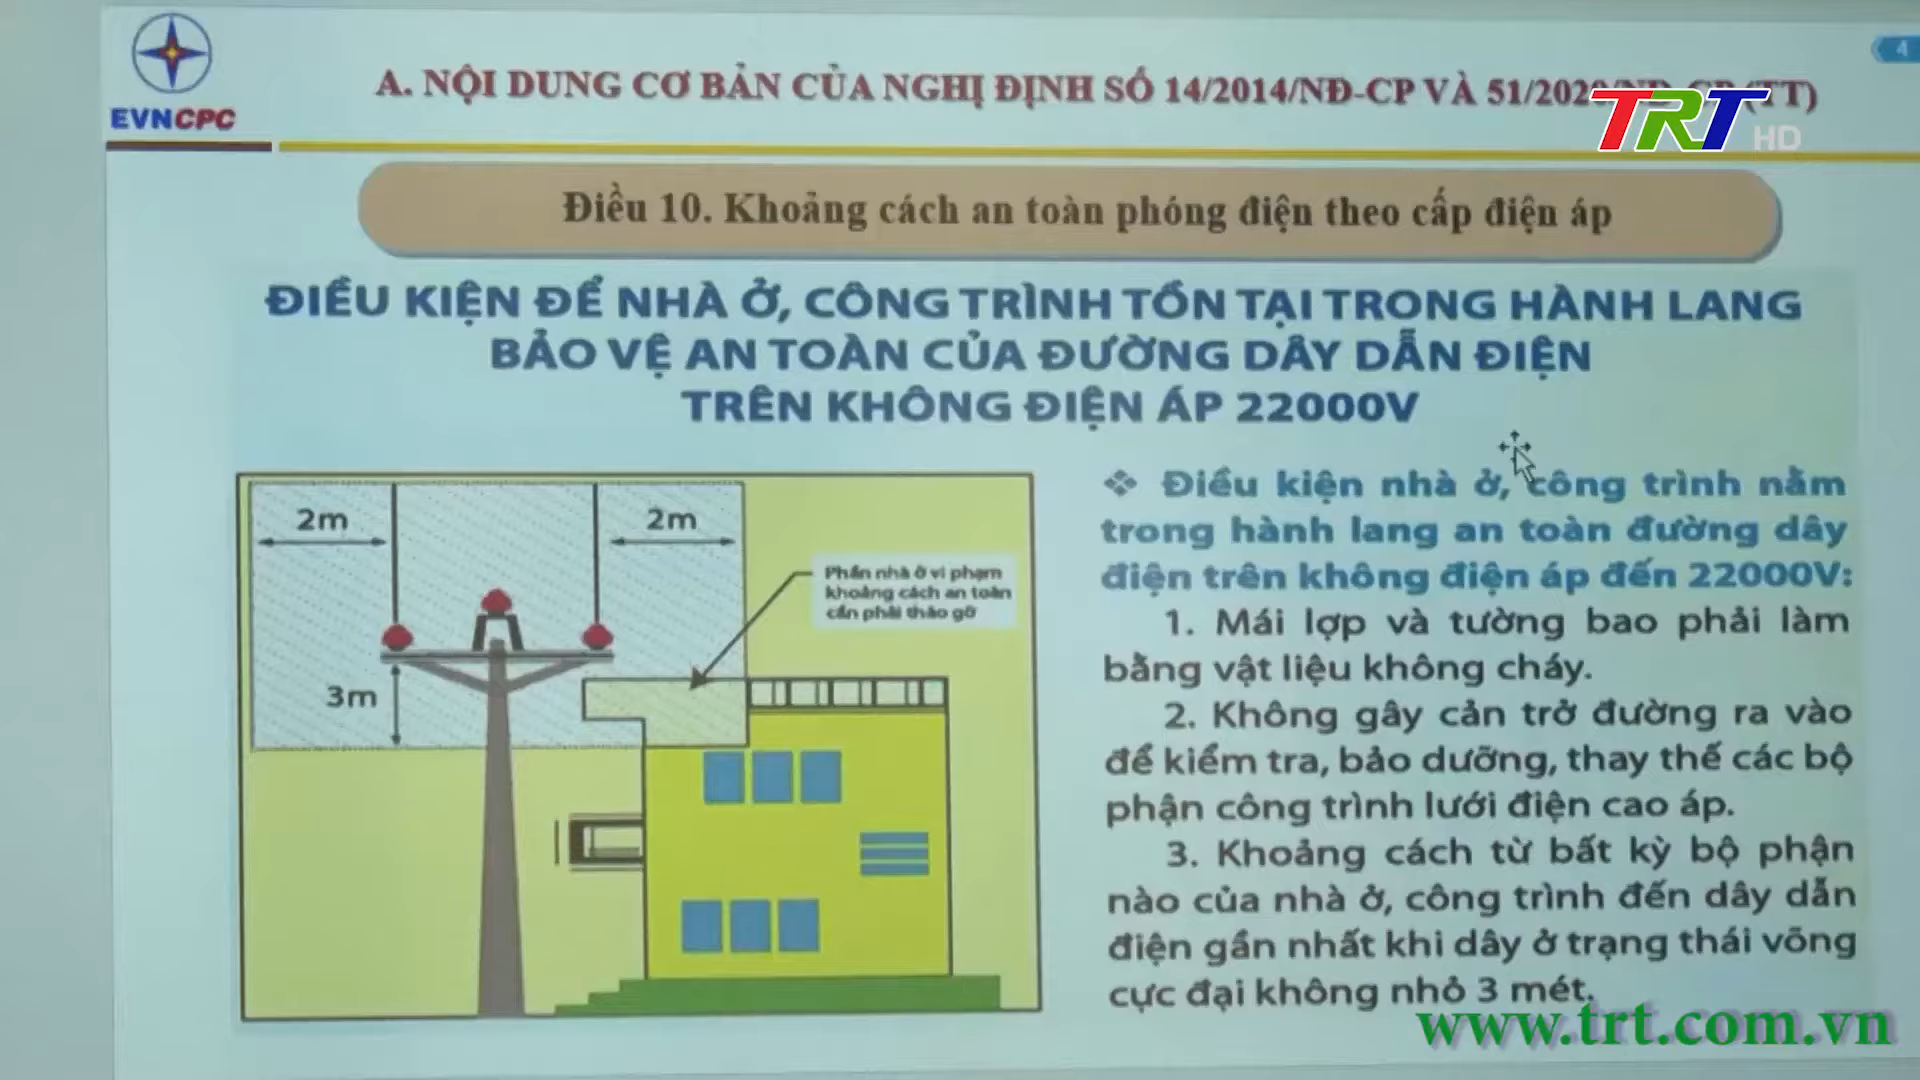 EVNCPC
A. NỘI DUNG CƠ BẢN CỦA NGHỊ ĐỊNH SỐ 14/2014/NĐ-CP VÀ 51/2020/NĐ-CP (TT)
4
TRT HD
Điều 10. Khoảng cách an toàn phóng điện theo cấp điện áp
ĐIỀU KIỆN ĐỂ NHÀ Ở, CÔNG TRÌNH TỒN TẠI TRONG HÀNH LANG
BẢO VỆ AN TOÀN CỦA ĐƯỜNG DÂY DẪN ĐIỆN
TRÊN KHÔNG ĐIỆN ÁP 22000V
2m
2m
3m
Phần nhà ở vi phạm
khoảng cách an toàn
cần phải tháo gỡ
❖ Điều kiện nhà ở, công trình nằm
trong hành lang an toàn đường dây
điện trên không điện áp đến 22000V:
1. Mái lợp và tường bao phải làm
bằng vật liệu không cháy.
2. Không gây cản trở đường ra vào
để kiểm tra, bảo dưỡng, thay thế các bộ
phận công trình lưới điện cao áp.
3. Khoảng cách từ bất kỳ bộ phận
nào của nhà ở, công trình đến dây dẫn
điện gần nhất khi dây ở trạng thái võng
cực đại không nhỏ 3 mét.
www.trt.com.vn